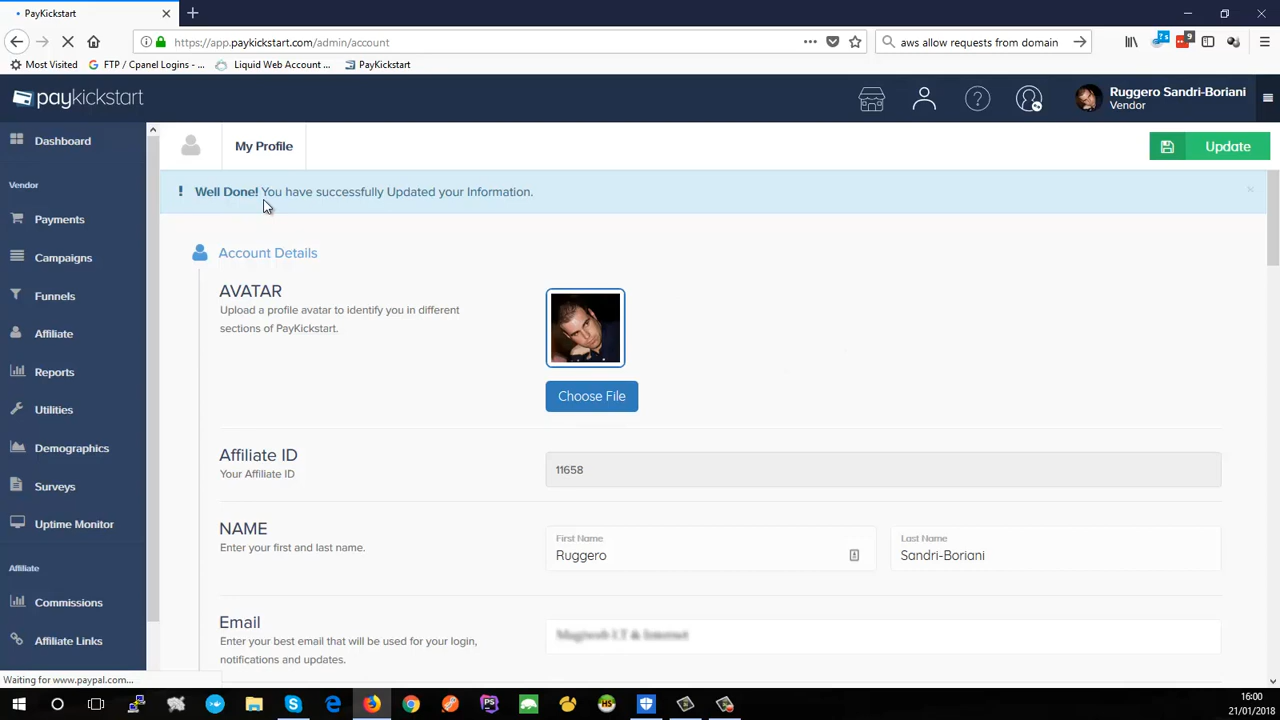 PayKickstart
https://app.paykickstart.com/admin/account
aws allow requests from domain
Most Visited
FTP / Cpanel Logins - ...
Liquid Web Account ...
PayKickstart
paykickstart
Ruggero Sandri-Boriani
Vendor
Dashboard
Vendor
Payments
Campaigns
Funnels
Affiliate
Reports
Utilities
Demographics
Surveys
Uptime Monitor
Affiliate
Commissions
Affiliate Links
My Profile
Update
Well Done! You have successfully Updated your Information.
Account Details
AVATAR
Upload a profile avatar to identify you in different
sections of PayKickstart.
Choose File
Affiliate ID
Your Affiliate ID
11658
NAME
Enter your first and last name.
First Name
Ruggero
Last Name
Sandri-Boriani
Email
Enter your best email that will be used for your login,
notifications and updates.
Waiting for www.paypal.com...
16:00
21/01/2018